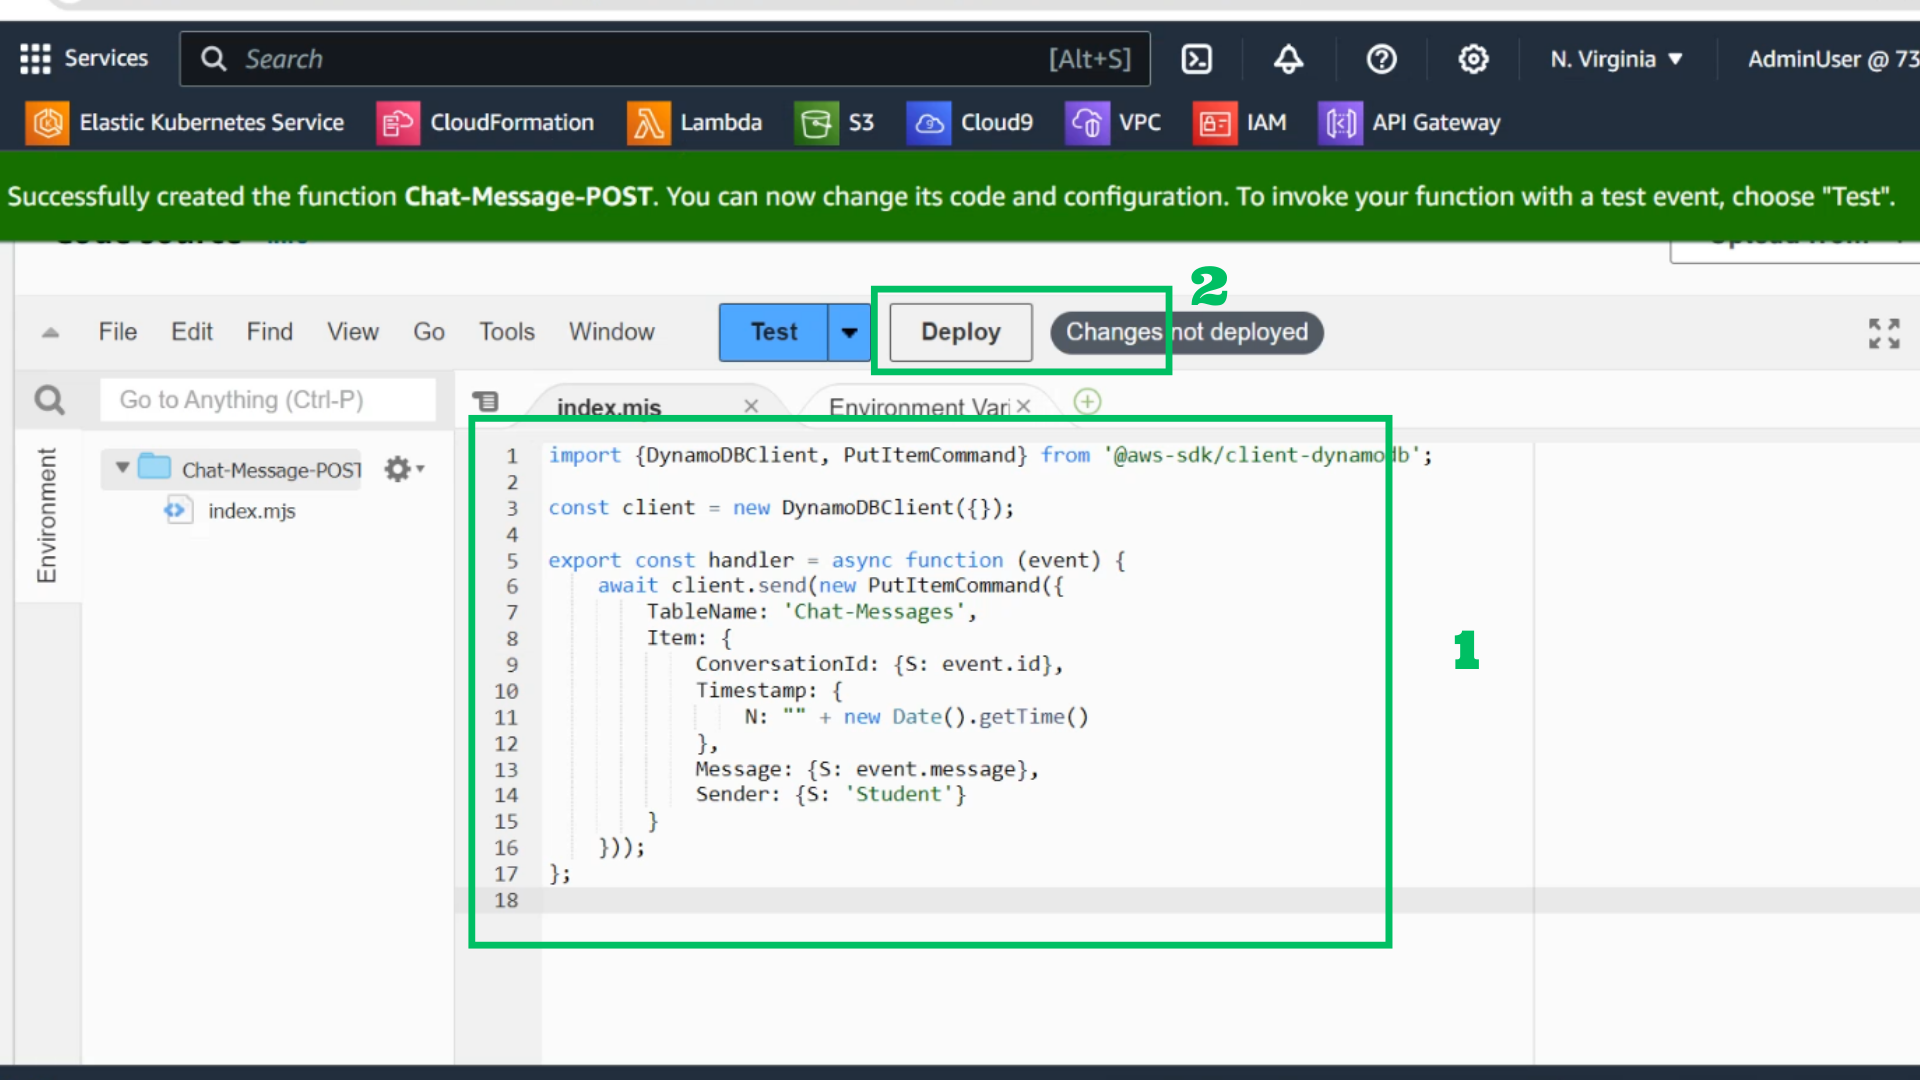 Services
Search
[Alt+S]
N. Virginia
AdminUser @ 73
Elastic Kubernetes Service
CloudFormation
Lambda
S3
Cloud9
VPC
IAM
API Gateway
Successfully created the function Chat-Message-POST. You can now change its code and configuration. To invoke your function with a test event, choose "Test".
2
File Edit Find View Go Tools Window
Test
Deploy
Changes not deployed
Go to Anything (Ctrl-P)
index.mjs
Environment Vari
Environment
Chat-Message-POST
index.mjs
1 import {DynamoDBClient, PutItemCommand} from '@aws-sdk/client-dynamodb';
2
3 const client = new DynamoDBClient({});
4
5 export const handler = async function (event) {
6 await client.send(new PutItemCommand({
7 TableName: 'Chat-Messages',
8 Item: {
9 ConversationId: {S: event.id},
10 Timestamp: {
11 N: "" + new Date().getTime()
12 },
13 Message: {S: event.message},
14 Sender: {S: 'Student'}
15 }
16 }));
17 };
18
1